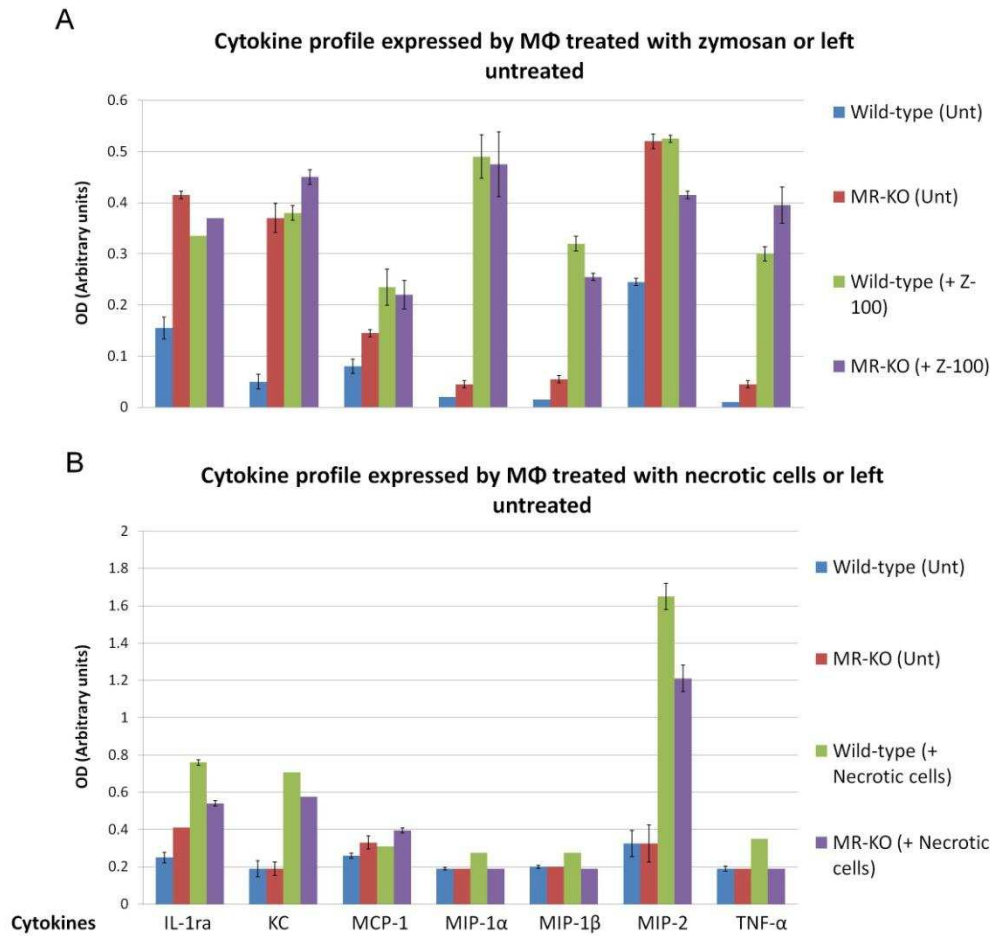 A
Cytokine profile expressed by MΦ treated with zymosan or left
untreated
0.6
0.5
0.4
0.3
0.2
0.1
0
OD (Arbitrary units)
Wild-type (Unt)
MR-KO (Unt)
Wild-type (+ Z-
100)
MR-KO (+ Z-100)
B
Cytokine profile expressed by MΦ treated with necrotic cells or left
untreated
2
1.8
1.6
1.4
1.2
1
0.8
0.6
0.4
0.2
0
OD (Arbitrary units)
Wild-type (Unt)
MR-KO (Unt)
Wild-type (+
Necrotic cells)
MR-KO (+ Necrotic
cells)
Cytokines IL-1ra KC MCP-1 MIP-1α MIP-1β MIP-2 TNF-α